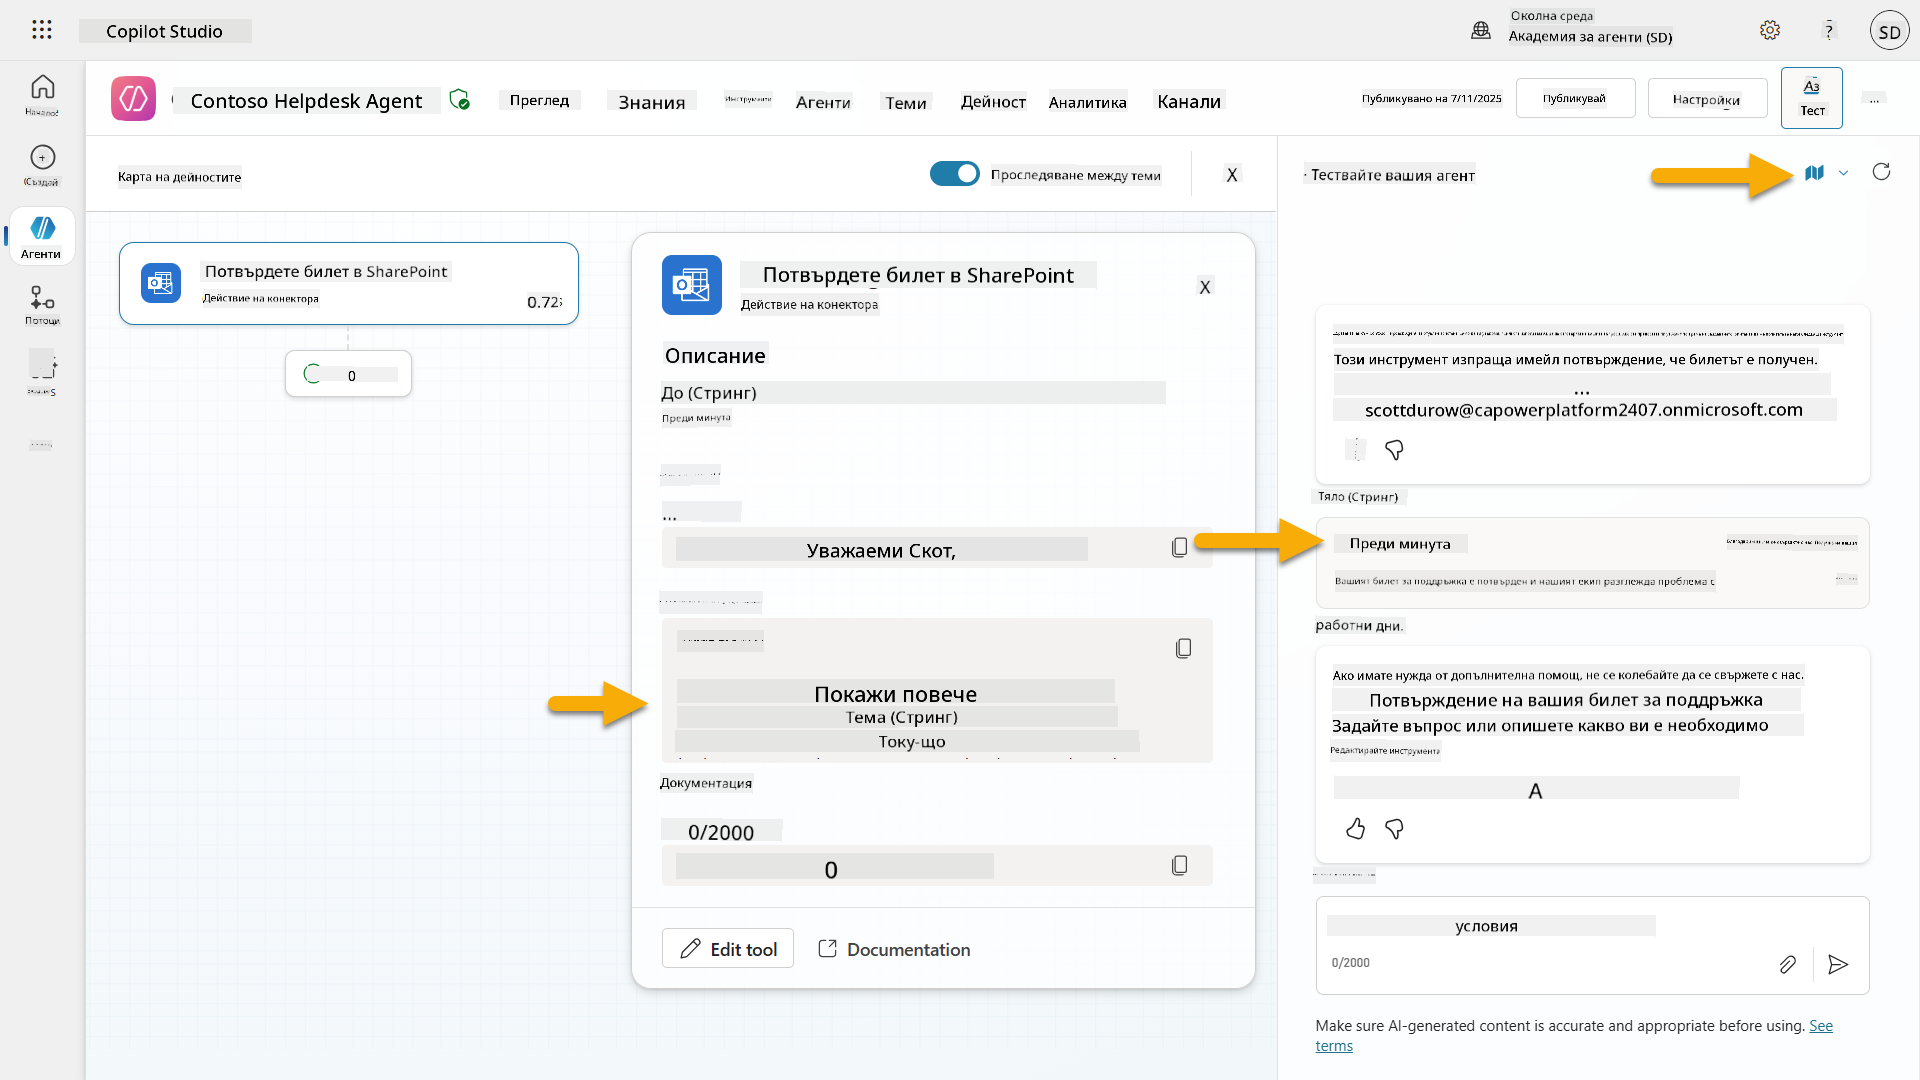 Copilot Studio
Околна среда
Академия за агенти (SD)
?
SD
Начало
Създай
Агенти
Потоци
Contoso Helpdesk Agent
Преглед
Знания
Инструменти
Агенти
Теми
Дейност
Аналитика
Канали
Публикувано на 7/11/2025
Публикувай
Настройки
Аз
Тест
...
Карта на дейностите
Проследяване между теми
X
Потвърдете билет в SharePoint
Действие на конектора
0.72s
0
Потвърдете билет в SharePoint
Действие на конектора
X
Описание
До (Стринг)
Преди минута
...
Уважаеми Скот,
Покажи повече
Тема (Стринг)
Току-що
Документация
0/2000
0
Edit tool
Documentation
· Тествайте вашия агент
Този инструмент изпраща имейл потвърждение, че билетът е получен.
...
scottdurow@capowerplatform2407.onmicrosoft.com
Тяло (Стринг)
Преди минута
Вашият билет за поддръжка е потвърден и нашият екип разглежда проблема с
работни дни.
Ако имате нужда от допълнителна помощ, не се колебайте да се свържете с нас.
Потвърждение на вашия билет за поддръжка
Задайте въпрос или опишете какво ви е необходимо
Редактирайте инструмента
А
условия
0/2000
Make sure AI-generated content is accurate and appropriate before using. See
terms